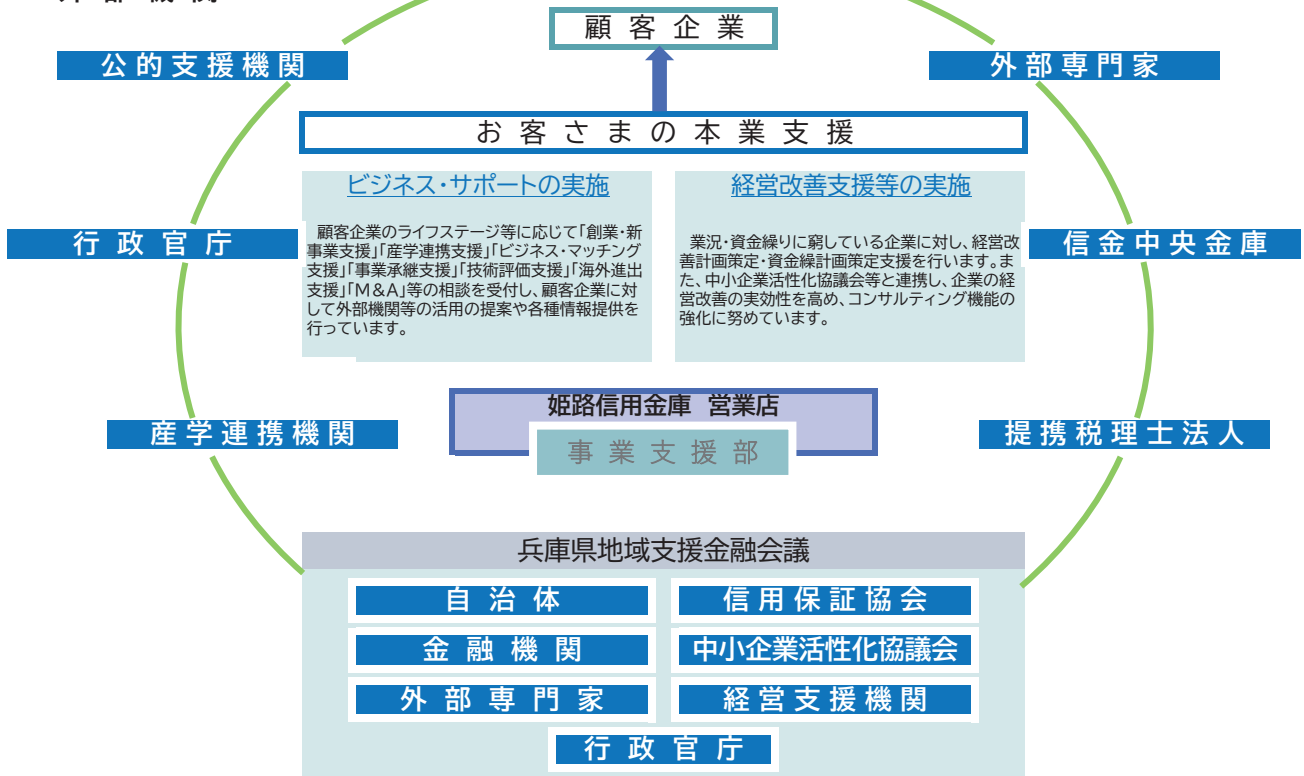 顧客企業
公的支援機関
外部専門家
お客さまの本業支援
ビジネス・サポートの実施
顧客企業のライフステージ等に応じて「創業・新
事業支援」「産学連携支援」「ビジネス・マッチング
支援」「事業承継支援」「技術評価支援」「海外進出
支援」「M&A」等の相談を受付し、顧客企業に対
して外部機関等の活用の提案や各種情報提供を
行っています。
経営改善支援等の実施
業況・資金繰りに窮している企業に対し、経営改
善計画策定・資金繰計画策定支援を行います。ま
た、中小企業活性化協議会等と連携し、企業の経
営改善の実効性を高め、コンサルティング機能の
強化に努めています。
行政官庁
信金中央金庫
姫路信用金庫 営業店
事業支援部
産学連携機関
提携税理士法人
兵庫県地域支援金融会議
自治体
信用保証協会
金融機関
中小企業活性化協議会
外部専門家
経営支援機関
行政官庁